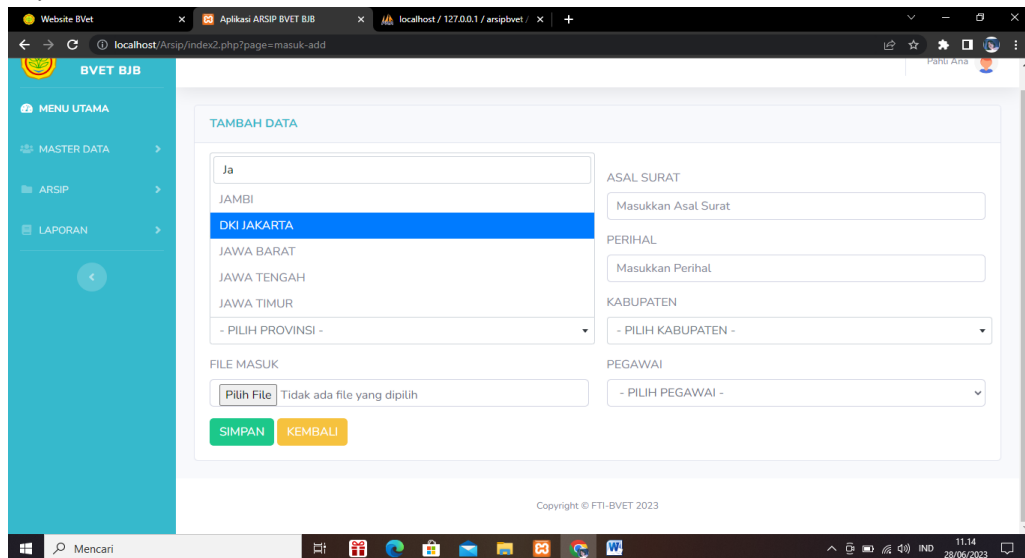 Website BVet
Aplikasi ARSIP BVET BJB
localhost / 127.0.0.1 / arsipbvet /
localhost/Arsip/index2.php?page=masuk-add
BVET BJB
Pahli Ana
MENU UTAMA
MASTER DATA
ARSIP
LAPORAN
TAMBAH DATA
Ja
JAMBI
DKI JAKARTA
JAWA BARAT
JAWA TENGAH
JAWA TIMUR
- PILIH PROVINSI -
ASAL SURAT
Masukkan Asal Surat
PERIHAL
Masukkan Perihal
KABUPATEN
- PILIH KABUPATEN -
FILE MASUK
Pilih File Tidak ada file yang dipilih
PEGAWAI
- PILIH PEGAWAI -
SIMPAN KEMBALI
Copyright © FTI-BVET 2023
Mencari
IND
11.14
28/06/2023